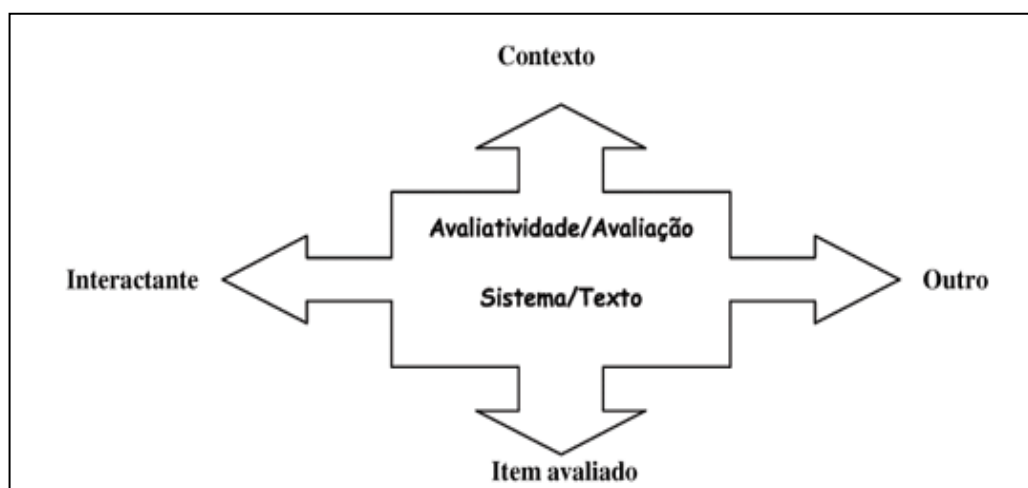 Contexto
Avaliatividade/Avaliação
Interactante
Outro
Sistema/Texto
Item avaliado